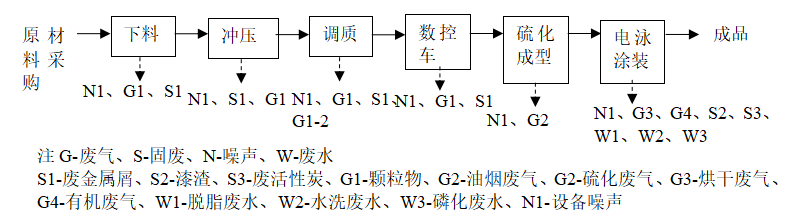 原材料采购
下料
冲压
调质
数控车
硫化成型
电泳涂装
成品
N1、G1、S1
N1、S1、G1
N1、G1、S1、
G1-2
N1、G1、S1
N1、G2
N1、G3、G4、S2、S3、
W1、W2、W3
注 G-废气、S-固废、N-噪声、W-废水
S1-废金属屑、S2-漆渣、S3-废活性炭、G1-颗粒物、G2-油烟废气、G2-硫化废气、G3-烘干废气、
G4-有机废气、W1-脱脂废水、W2-水洗废水、W3-磷化废水、N1-设备噪声